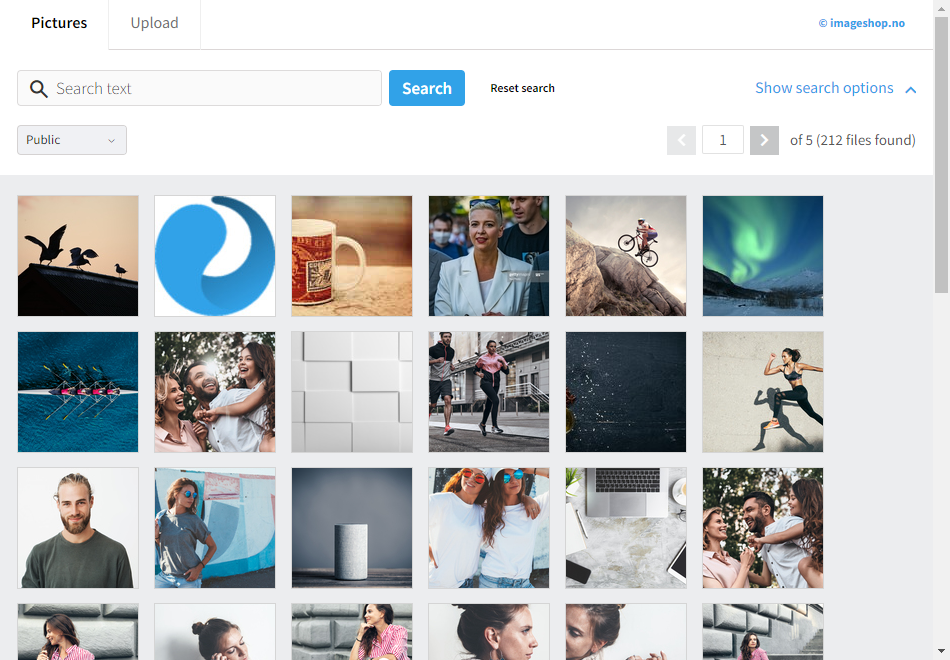 Pictures
Upload
© imageshop.no
Search text
Search
Reset search
Show search options
Public
1
of 5 (212 files found)